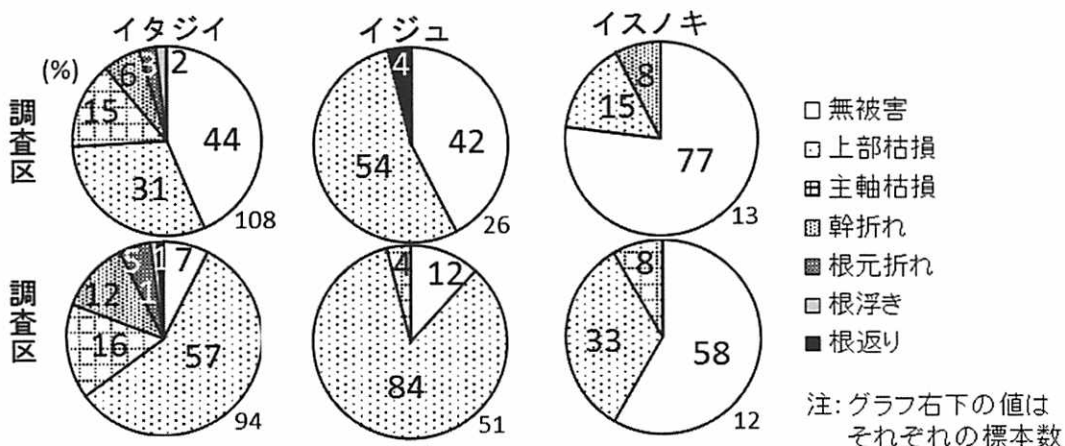 イタジイ
イジュ
イスノキ
(%)
調査区
2
3
6
15
44
31
108
4
42
54
26
8
15
77
13
調査区
1
7
5
1
12
16
57
94
4
12
84
51
8
33
58
12
□無被害
上部枯損
主軸枯損
幹折れ
根元折れ
根浮き
根返り
注: グラフ右下の値は
それぞれの標本数